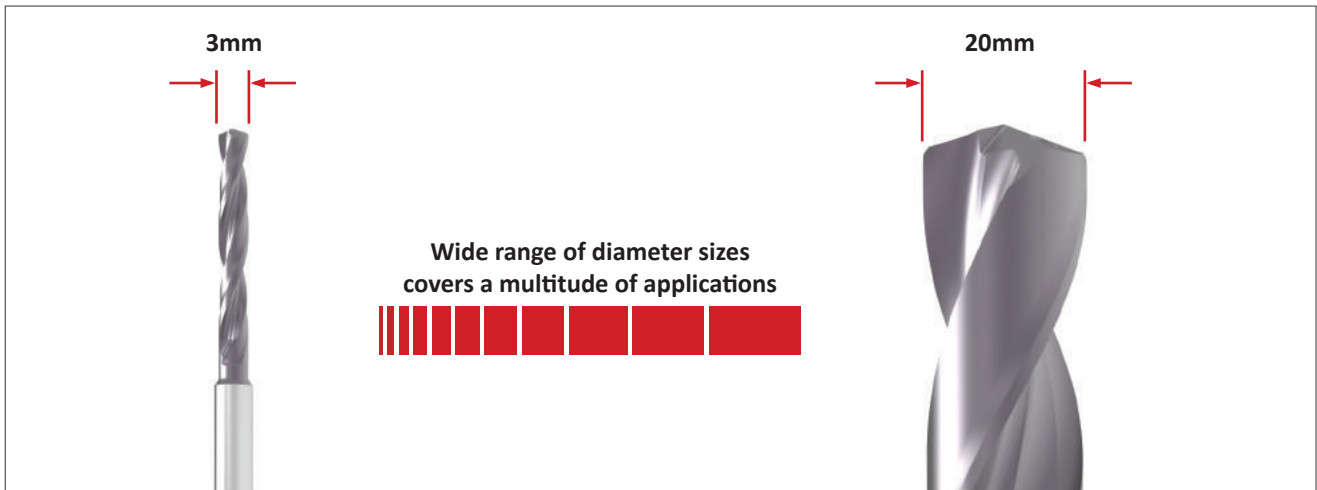 3mm
20mm
Wide range of diameter sizes
covers a multitude of applications